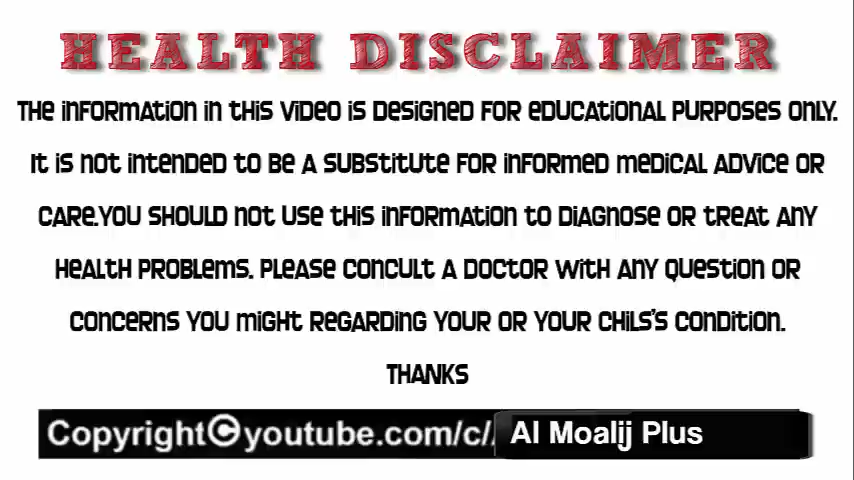 HEALTH DISCLAIMER
THE INFORMATION IN THIS VIDEO IS DESIGNED FOR EDUCATIONAL PURPOSES ONLY.
IT IS NOT INTENDED TO BE A SUBSTITUTE FOR INFORMED MEDICAL ADVICE OR
CARE.YOU SHOULD NOT USE THIS INFORMATION TO DIAGNOSE OR TREAT ANY
HEALTH PROBLEMS. PLEASE CONCULT A DOCTOR WITH ANY QUESTION OR
CONCERNS YOU MIGHT REGARDING YOUR OR YOUR CHILS'S CONDITION.
THANKS
Copyright©youtube.com/c/ Al Moalij Plus